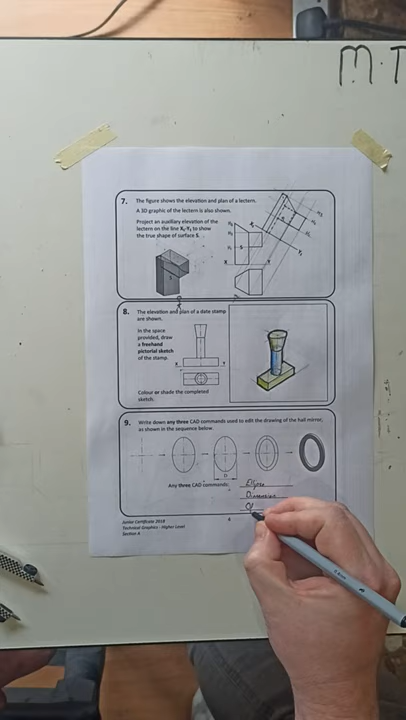 M.T
7. The figure shows the elevation and plan of a lectern.
A 3D graphic of the lectern is also shown.
Project an auxiliary elevation of the
lectern on the line X₁-Y₁ to show
the true shape of surface S.
S
X Y
8. The elevation and plan of a date stamp
are shown.
In the space
provided, draw
a freehand
pictorial sketch
of the stamp.
X Y
Colour or shade the completed
sketch.
9. Write down any three CAD commands used to edit the drawing of the hall mirror,
as shown in the sequence below.
Any three CAD commands:
Ellipse
Dimension
Of
Junior Certificate 2018
Technical Graphics - Higher Level
Section A